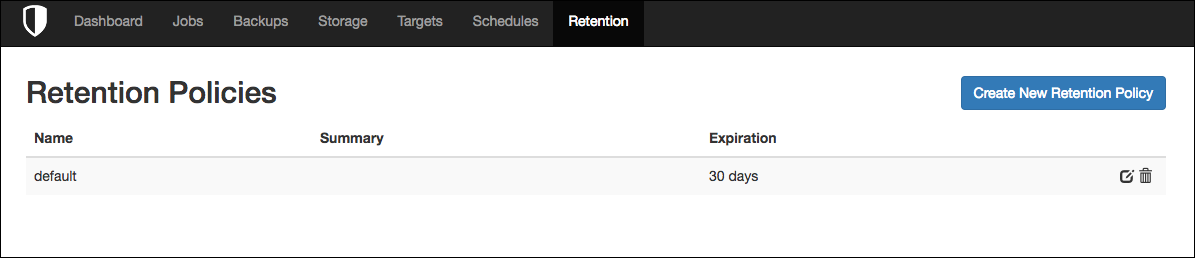 Dashboard Jobs Backups Storage Targets Schedules Retention
Retention Policies Create New Retention Policy
Name Summary Expiration
default 30 days